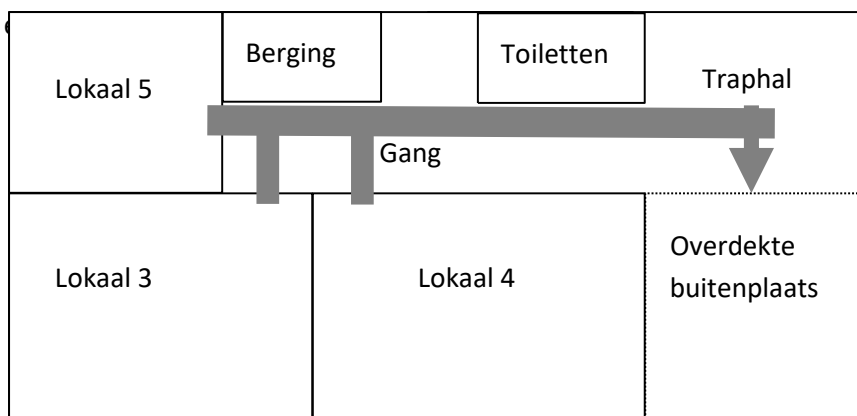 Berging
Toiletten
Lokaal 5
Traphal
Gang
Lokaal 3
Lokaal 4
Overdekte
buitenplaats